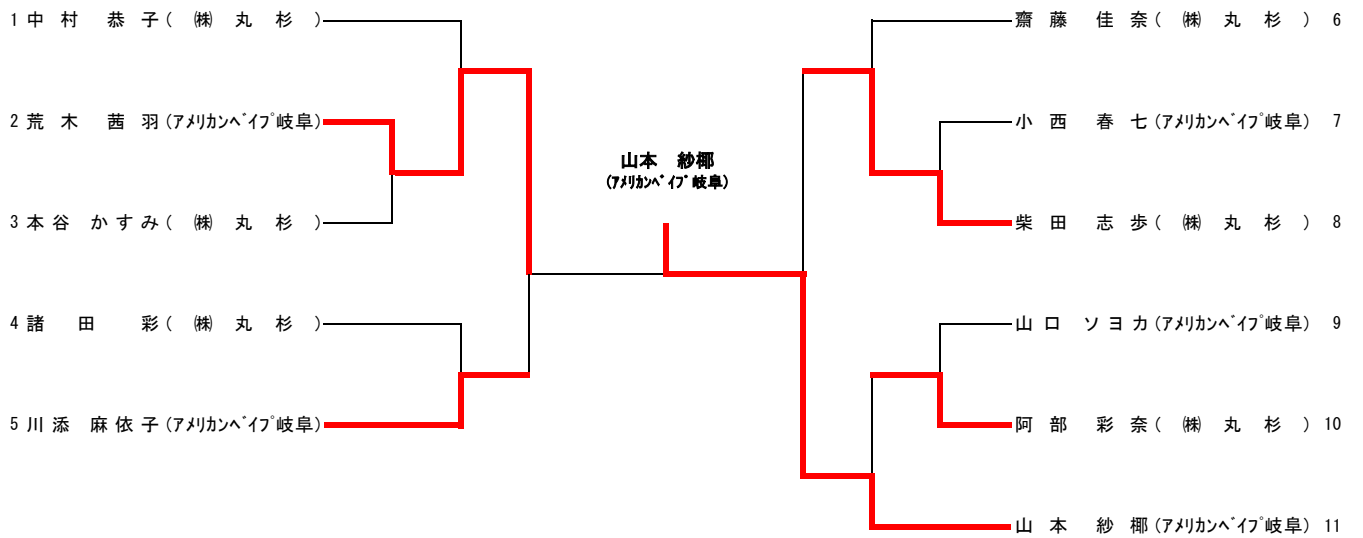 1 中村 恭子 (㈱丸杉)
2 荒木 茜羽 (アメリカンベイプ岐阜)
3 本谷 かすみ (㈱丸杉)
4 諸田 彩 (㈱丸杉)
5 川添 麻依子 (アメリカンベイプ岐阜)
山本 紗椰
(アメリカンベイプ岐阜)
齋藤 佳奈 (㈱丸杉) 6
小西 春七 (アメリカンベイプ岐阜) 7
柴田 志歩 (㈱丸杉) 8
山口 ソヨカ (アメリカンベイプ岐阜) 9
阿部 彩奈 (㈱丸杉) 10
山本 紗椰 (アメリカンベイプ岐阜) 11